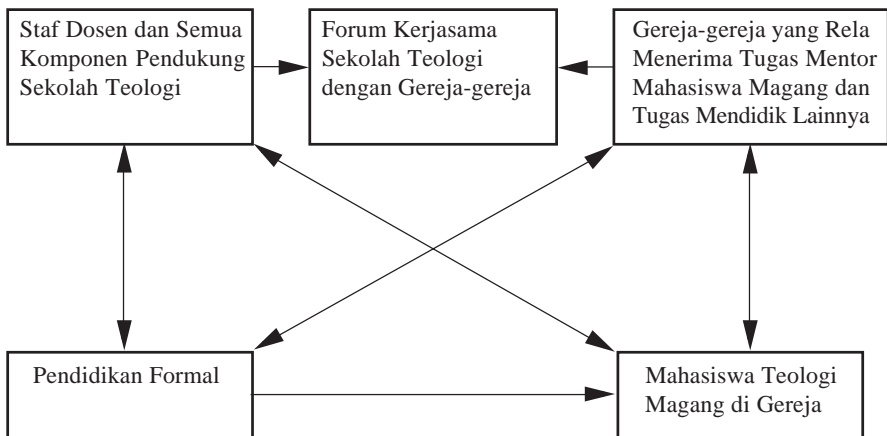 Staf Dosen dan Semua
Komponen Pendukung
Sekolah Teologi
Forum Kerjasama
Sekolah Teologi
dengan Gereja-gereja
Gereja-gereja yang Rela
Menerima Tugas Mentor
Mahasiswa Magang dan
Tugas Mendidik Lainnya
Pendidikan Formal
Mahasiswa Teologi
Magang di Gereja